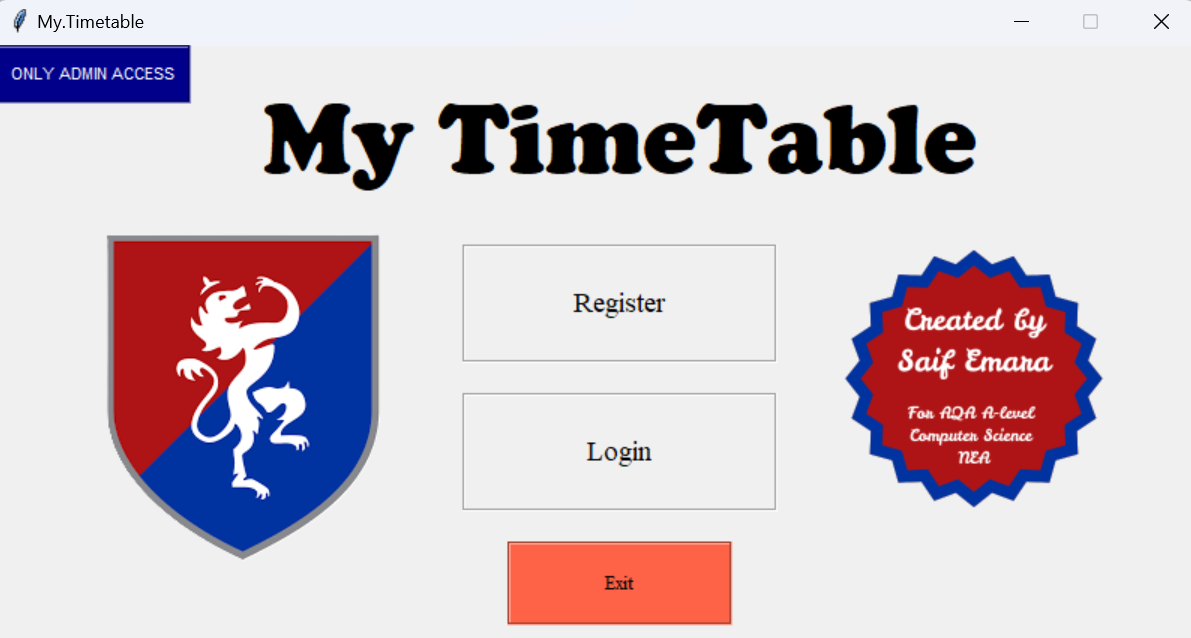 My.Timetable
ONLY ADMIN ACCESS
My TimeTable
Register
Login
Exit
Created by
Saif Emara
For AQA A-level
Computer Science
NEA